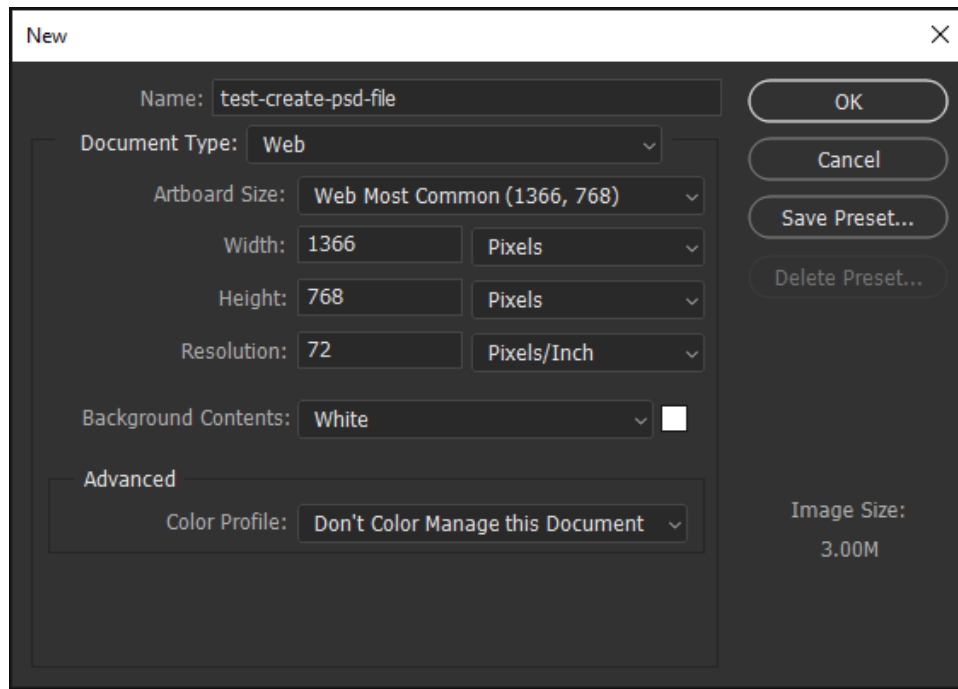 New
Name: test-create-psd-file
OK
Document Type: Web
Cancel
Artboard Size: Web Most Common (1366, 768)
Save Preset...
Width: 1366 Pixels
Delete Preset...
Height: 768 Pixels
Resolution: 72 Pixels/Inch
Background Contents: White
Advanced
Color Profile: Don't Color Manage this Document
Image Size:
3.00M